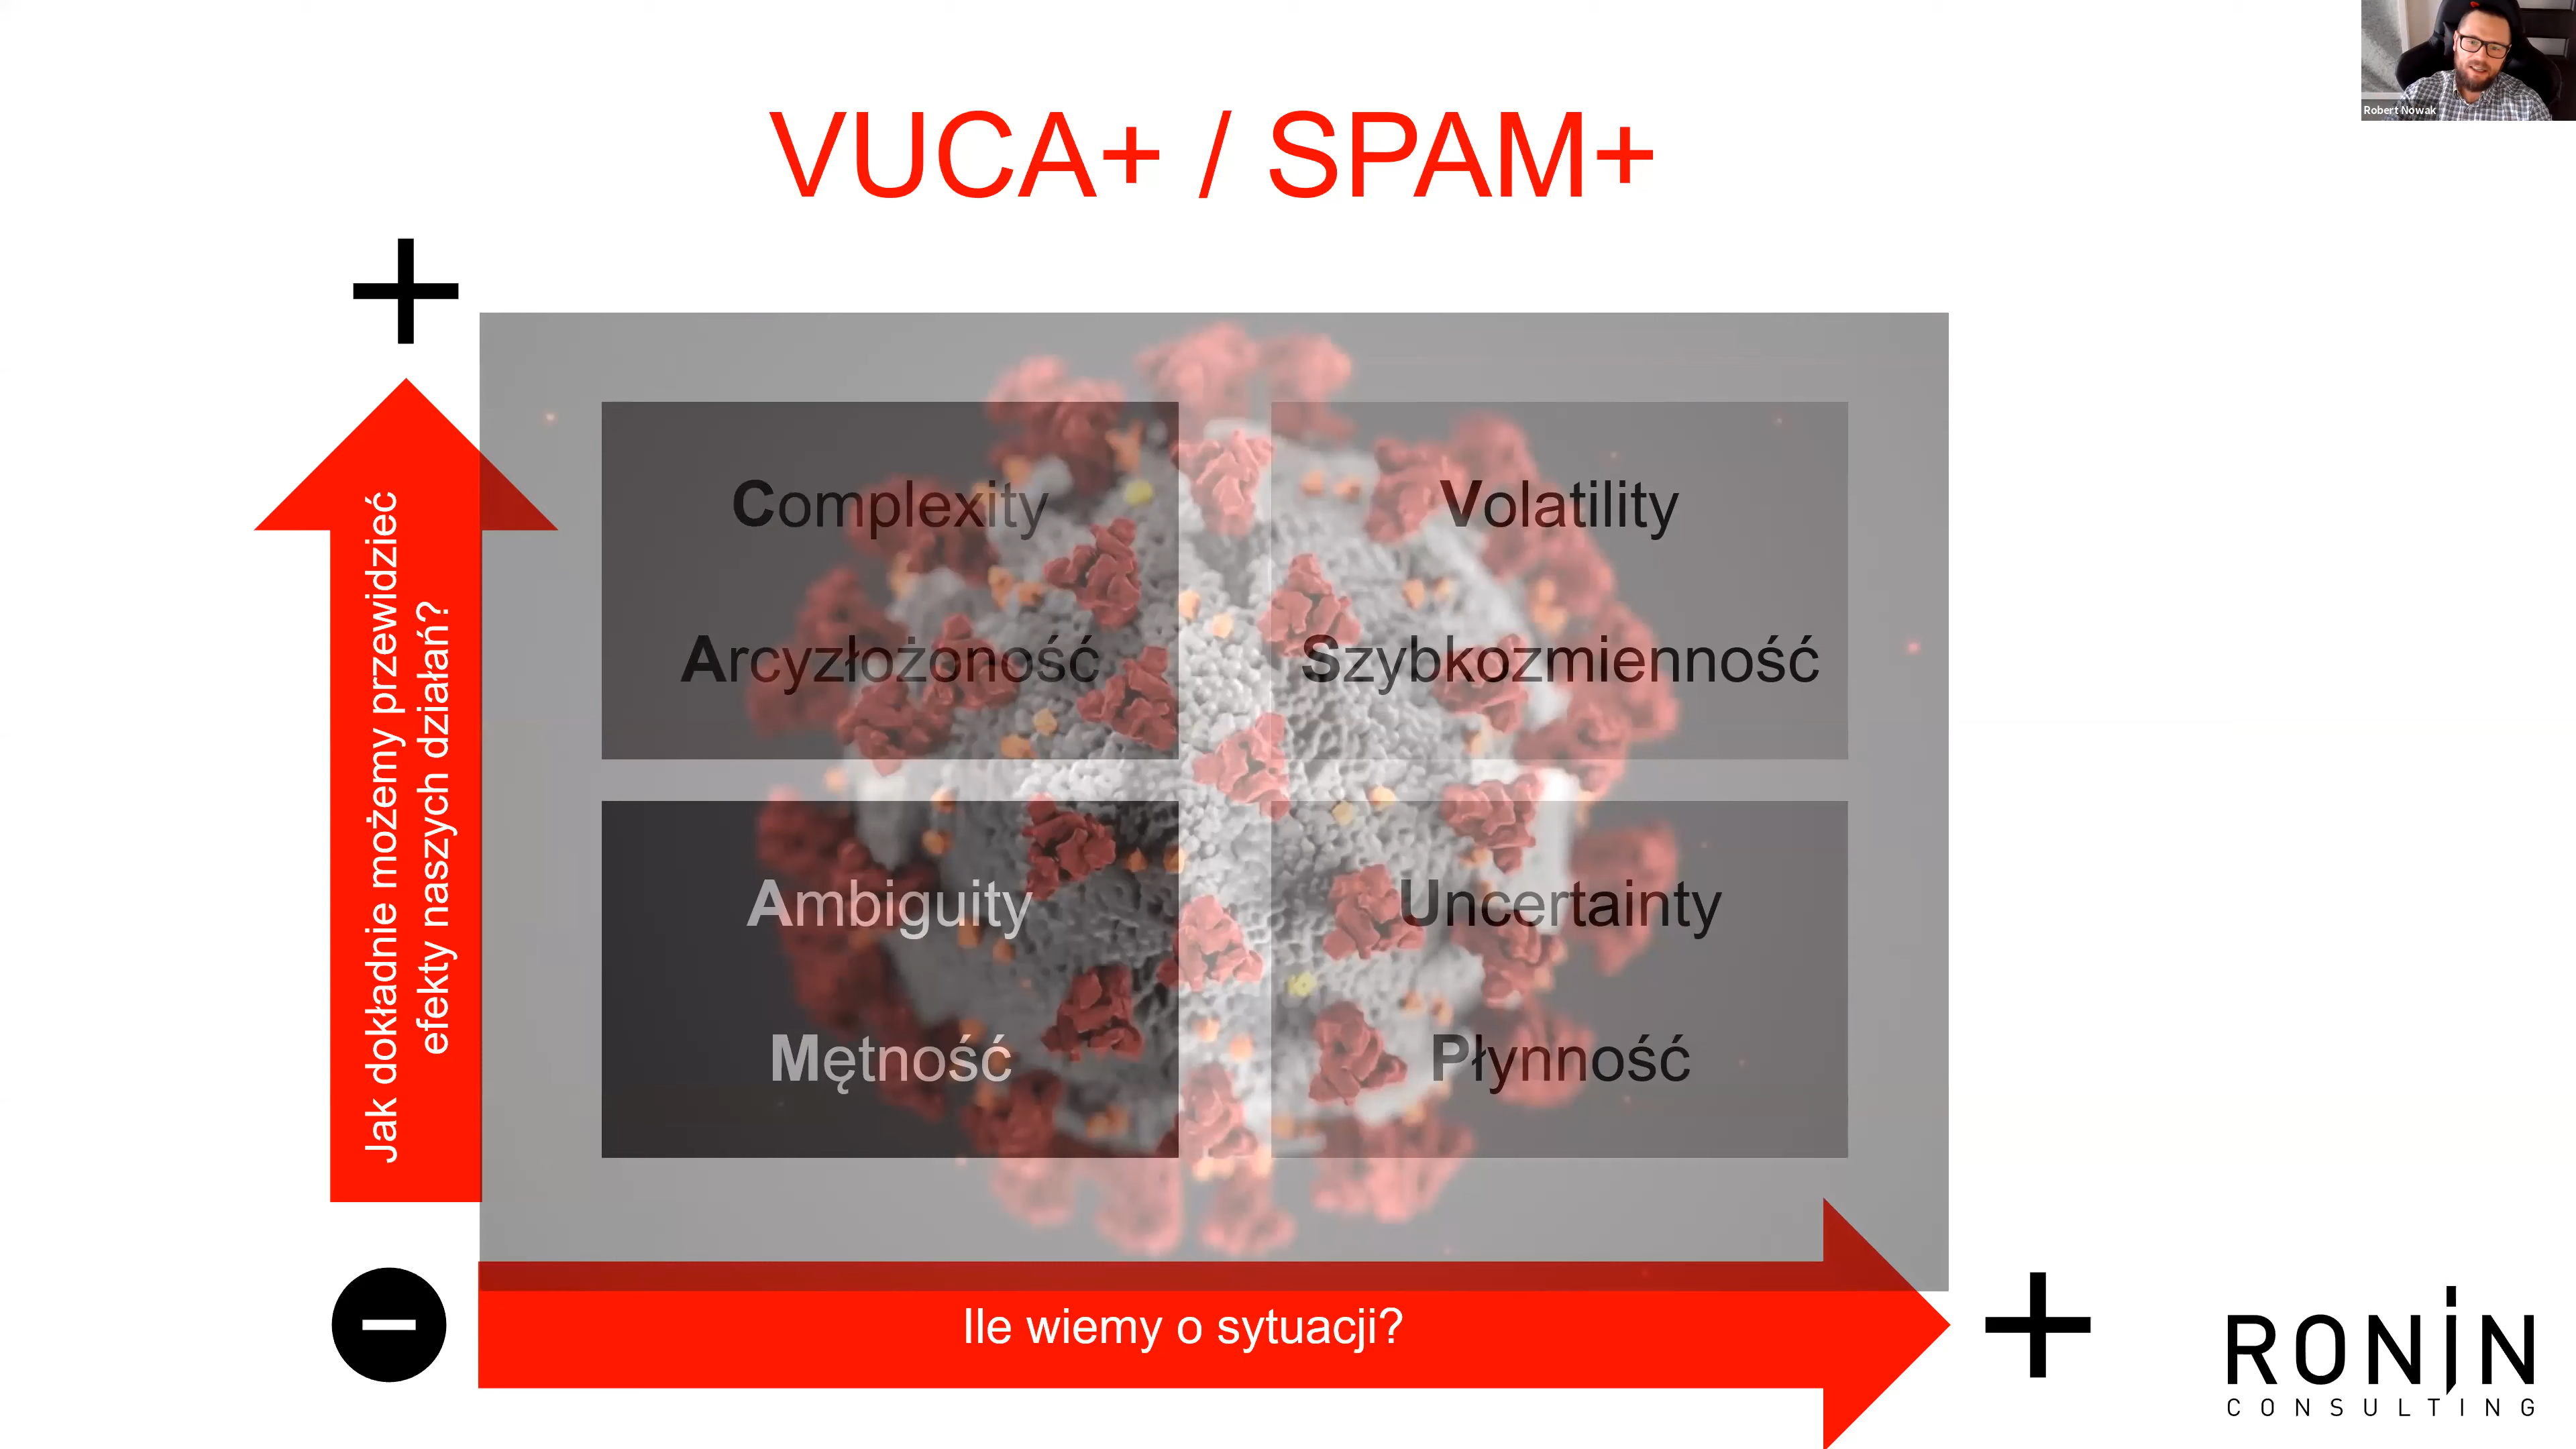 Robert Nowak
VUCA+ / SPAM+
+
Jak dokładnie możemy przewidzieć
efekty naszych działań?
Complexity
Arcyzłożoność
Volatility
Szybkozmienność
Ambiguity
Mętność
Uncertainty
Płynność
−
Ile wiemy o sytuacji?
+
RONIN
CONSULTING